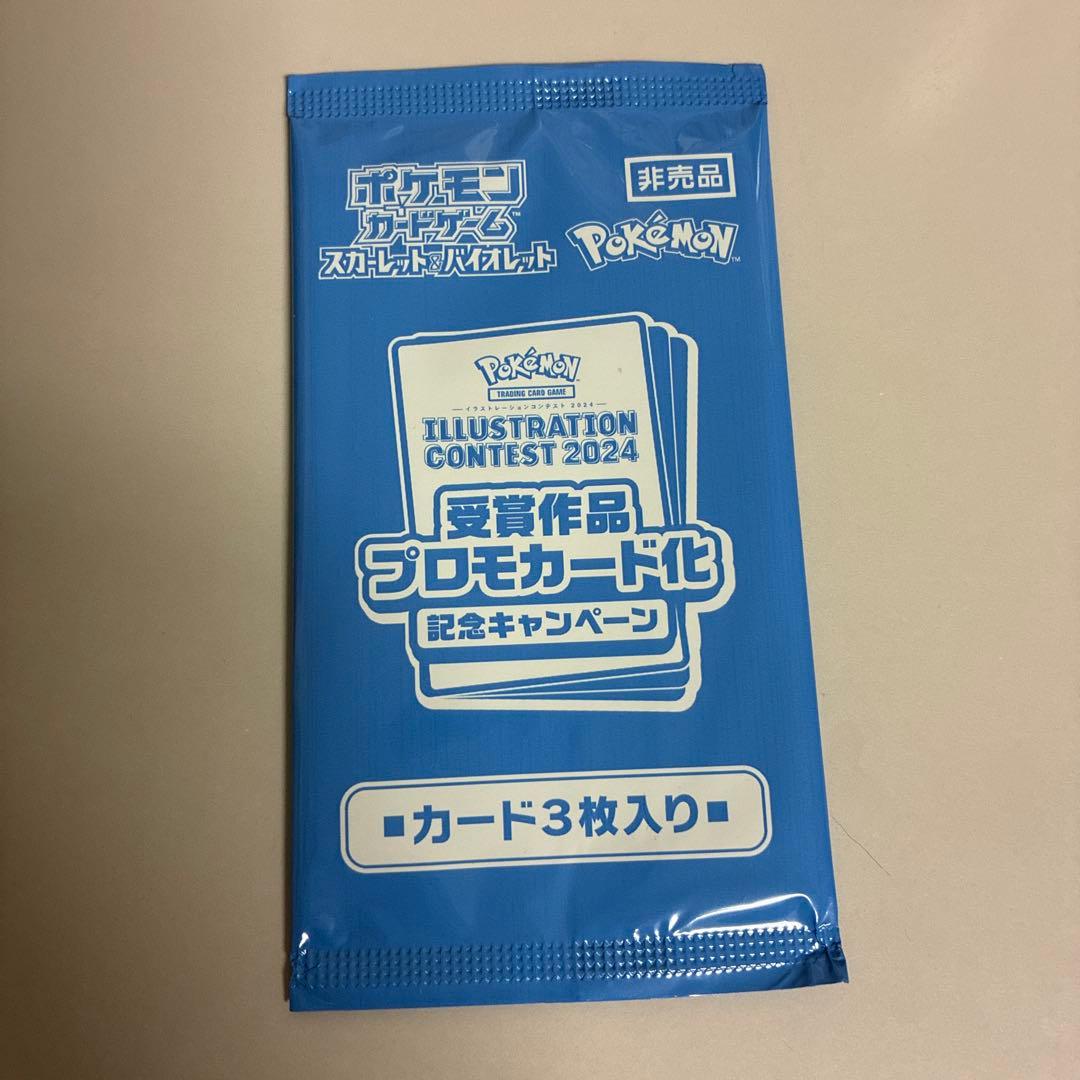 ポケモン
カードゲーム™
スカーレット&バイオレット
非売品
POKéMON™
POKéMON
TRADING CARD GAME
イラストレーションコンテスト 2024
ILLUSTRATION
CONTEST 2024
受賞作品
プロモカード化
記念キャンペーン
■カード3枚入り■